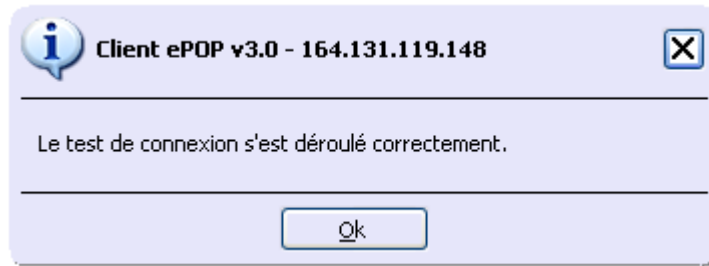 Client ePOP v3.0 - 164.131.119.148
Le test de connexion s'est déroulé correctement.
Ok